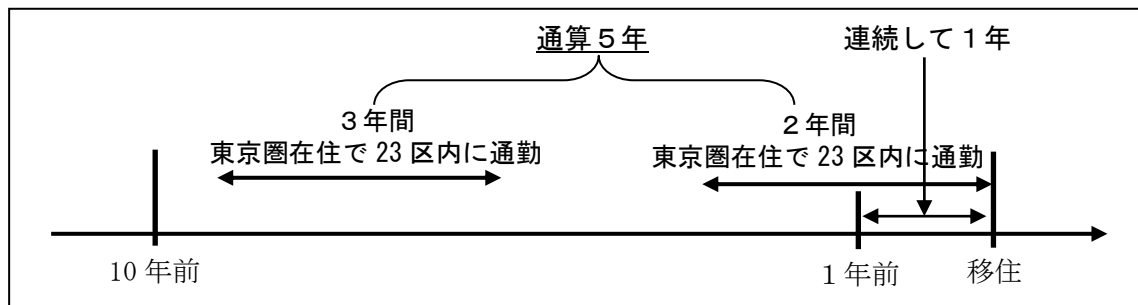 通算５年
連続して１年
３年間
東京圏在住で 23 区内に通勤
２年間
東京圏在住で 23 区内に通勤
10 年前
１年前
移住